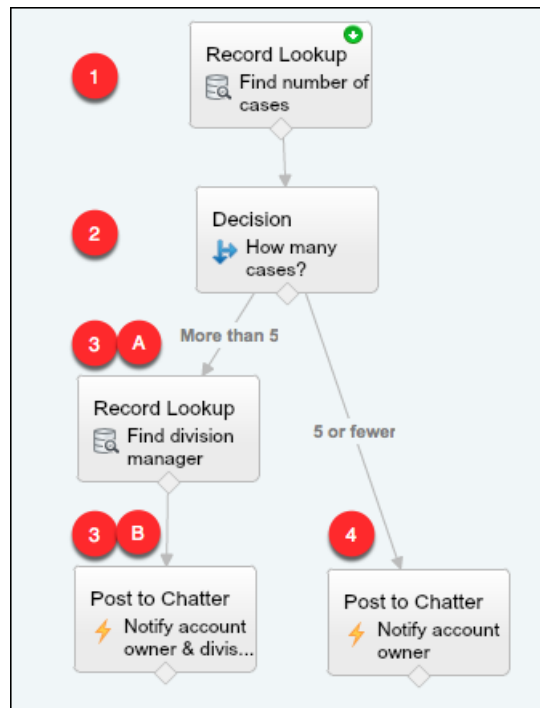 1
Record Lookup
Find number of
cases
2
Decision
How many
cases?
More than 5
5 or fewer
3 A
Record Lookup
Find division
manager
3 B
Post to Chatter
Notify account
owner & divis...
4
Post to Chatter
Notify account
owner